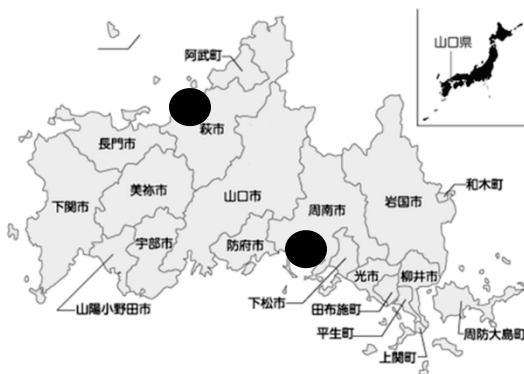 阿武町
山口県
萩市
長門市
美祢市
山口市
下関市
宇部市
防府市
周南市
岩国市
和木町
山陽小野田市
下松市
光市
柳井市
田布施町
平生町
上関町
周防大島町